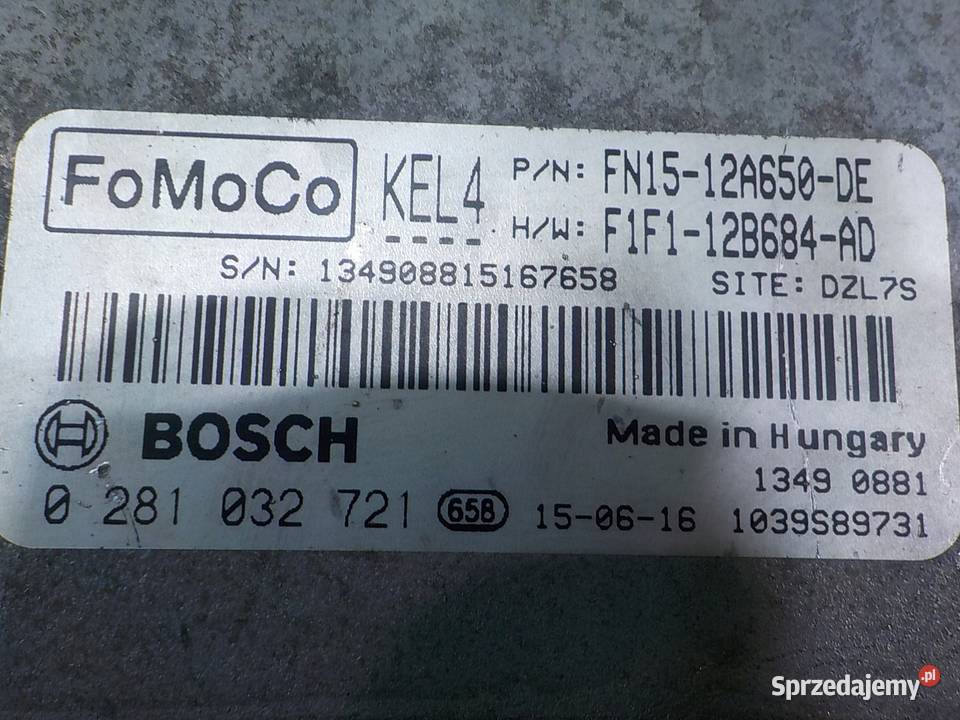 FoMoCo KEL4 P/N: FN15-12A650-DE
H/W: F1F1-12B684-AD
S/N: 134908815167658 SITE: DZL7S
BOSCH Made in Hungary
1349 0881
0 281 032 721 658 15-06-16 1039S89731
Sprzedajemy.pl